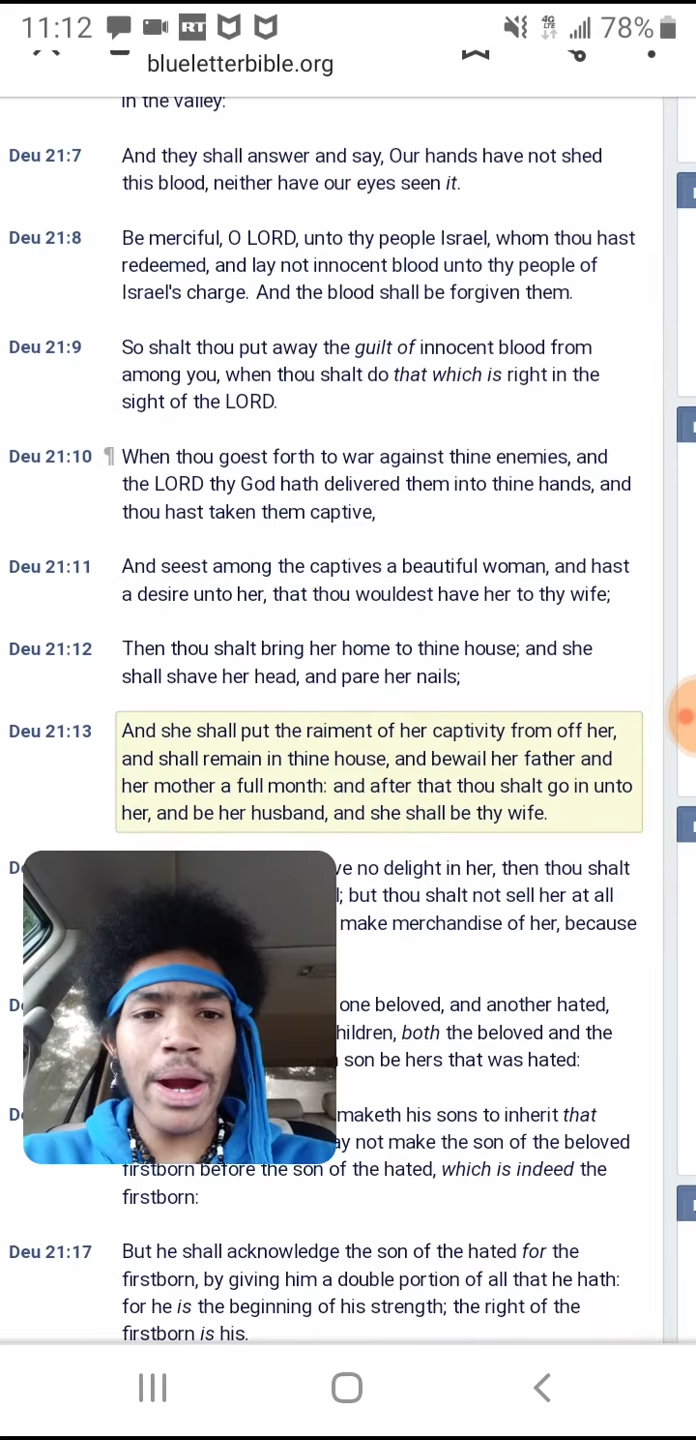 11:12 RT 4G LTE 78%
blueletterbible.org
in the valley:
Deu 21:7 And they shall answer and say, Our hands have not shed
this blood, neither have our eyes seen it.
Deu 21:8 Be merciful, O LORD, unto thy people Israel, whom thou hast
redeemed, and lay not innocent blood unto thy people of
Israel's charge. And the blood shall be forgiven them.
Deu 21:9 So shalt thou put away the guilt of innocent blood from
among you, when thou shalt do that which is right in the
sight of the LORD.
Deu 21:10 ¶ When thou goest forth to war against thine enemies, and
the LORD thy God hath delivered them into thine hands, and
thou hast taken them captive,
Deu 21:11 And seest among the captives a beautiful woman, and hast
a desire unto her, that thou wouldest have her to thy wife;
Deu 21:12 Then thou shalt bring her home to thine house; and she
shall shave her head, and pare her nails;
Deu 21:13 And she shall put the raiment of her captivity from off her,
and shall remain in thine house, and bewail her father and
her mother a full month: and after that thou shalt go in unto
her, and be her husband, and she shall be thy wife.
no delight in her, then thou shalt
; but thou shalt not sell her at all
make merchandise of her, because
one beloved, and another hated,
both the beloved and the
son be hers that was hated:
maketh his sons to inherit that
not make the son of the beloved
firstborn before the son of the hated, which is indeed the
firstborn:
Deu 21:17 But he shall acknowledge the son of the hated for the
firstborn, by giving him a double portion of all that he hath:
for he is the beginning of his strength; the right of the
firstborn is his.